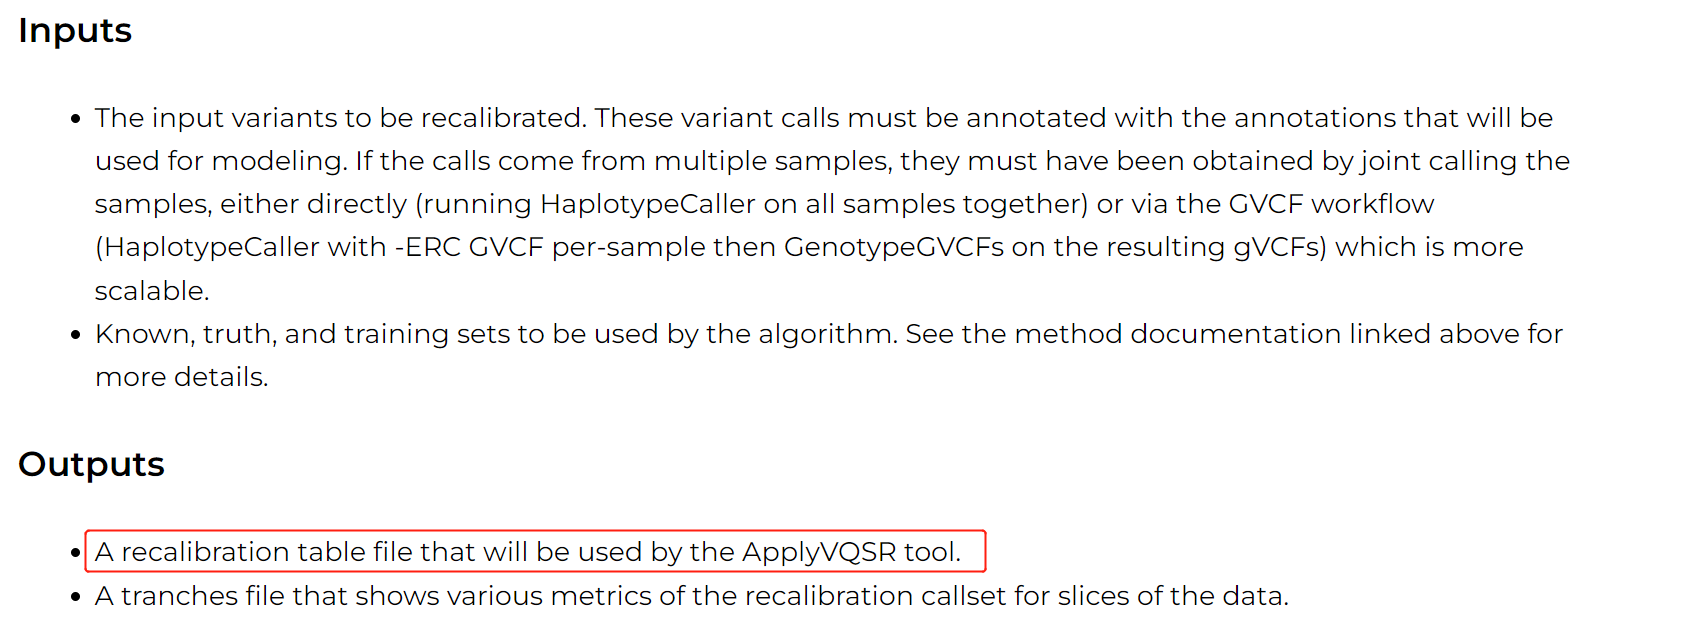 Inputs
The input variants to be recalibrated. These variant calls must be annotated with the annotations that will be
used for modeling. If the calls come from multiple samples, they must have been obtained by joint calling the
samples, either directly (running HaplotypeCaller on all samples together) or via the GVCF workflow
(HaplotypeCaller with -ERC GVCF per-sample then GenotypeGVCFs on the resulting gVCFs) which is more
scalable.
Known, truth, and training sets to be used by the algorithm. See the method documentation linked above for
more details.
Outputs
A recalibration table file that will be used by the ApplyVQSR tool.
A tranches file that shows various metrics of the recalibration callset for slices of the data.